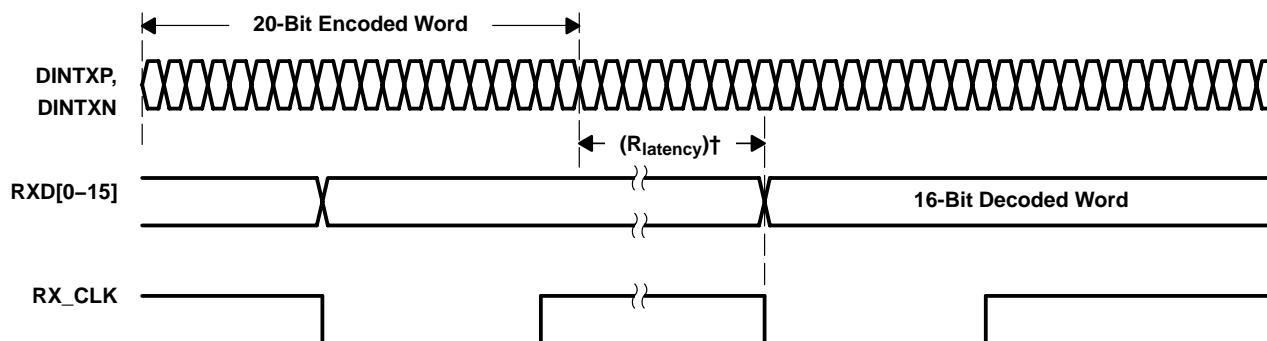 20-Bit Encoded Word
DINTXP,
DINTXN
(Rlatency)†
RXD[0–15]
16-Bit Decoded Word
RX_CLK